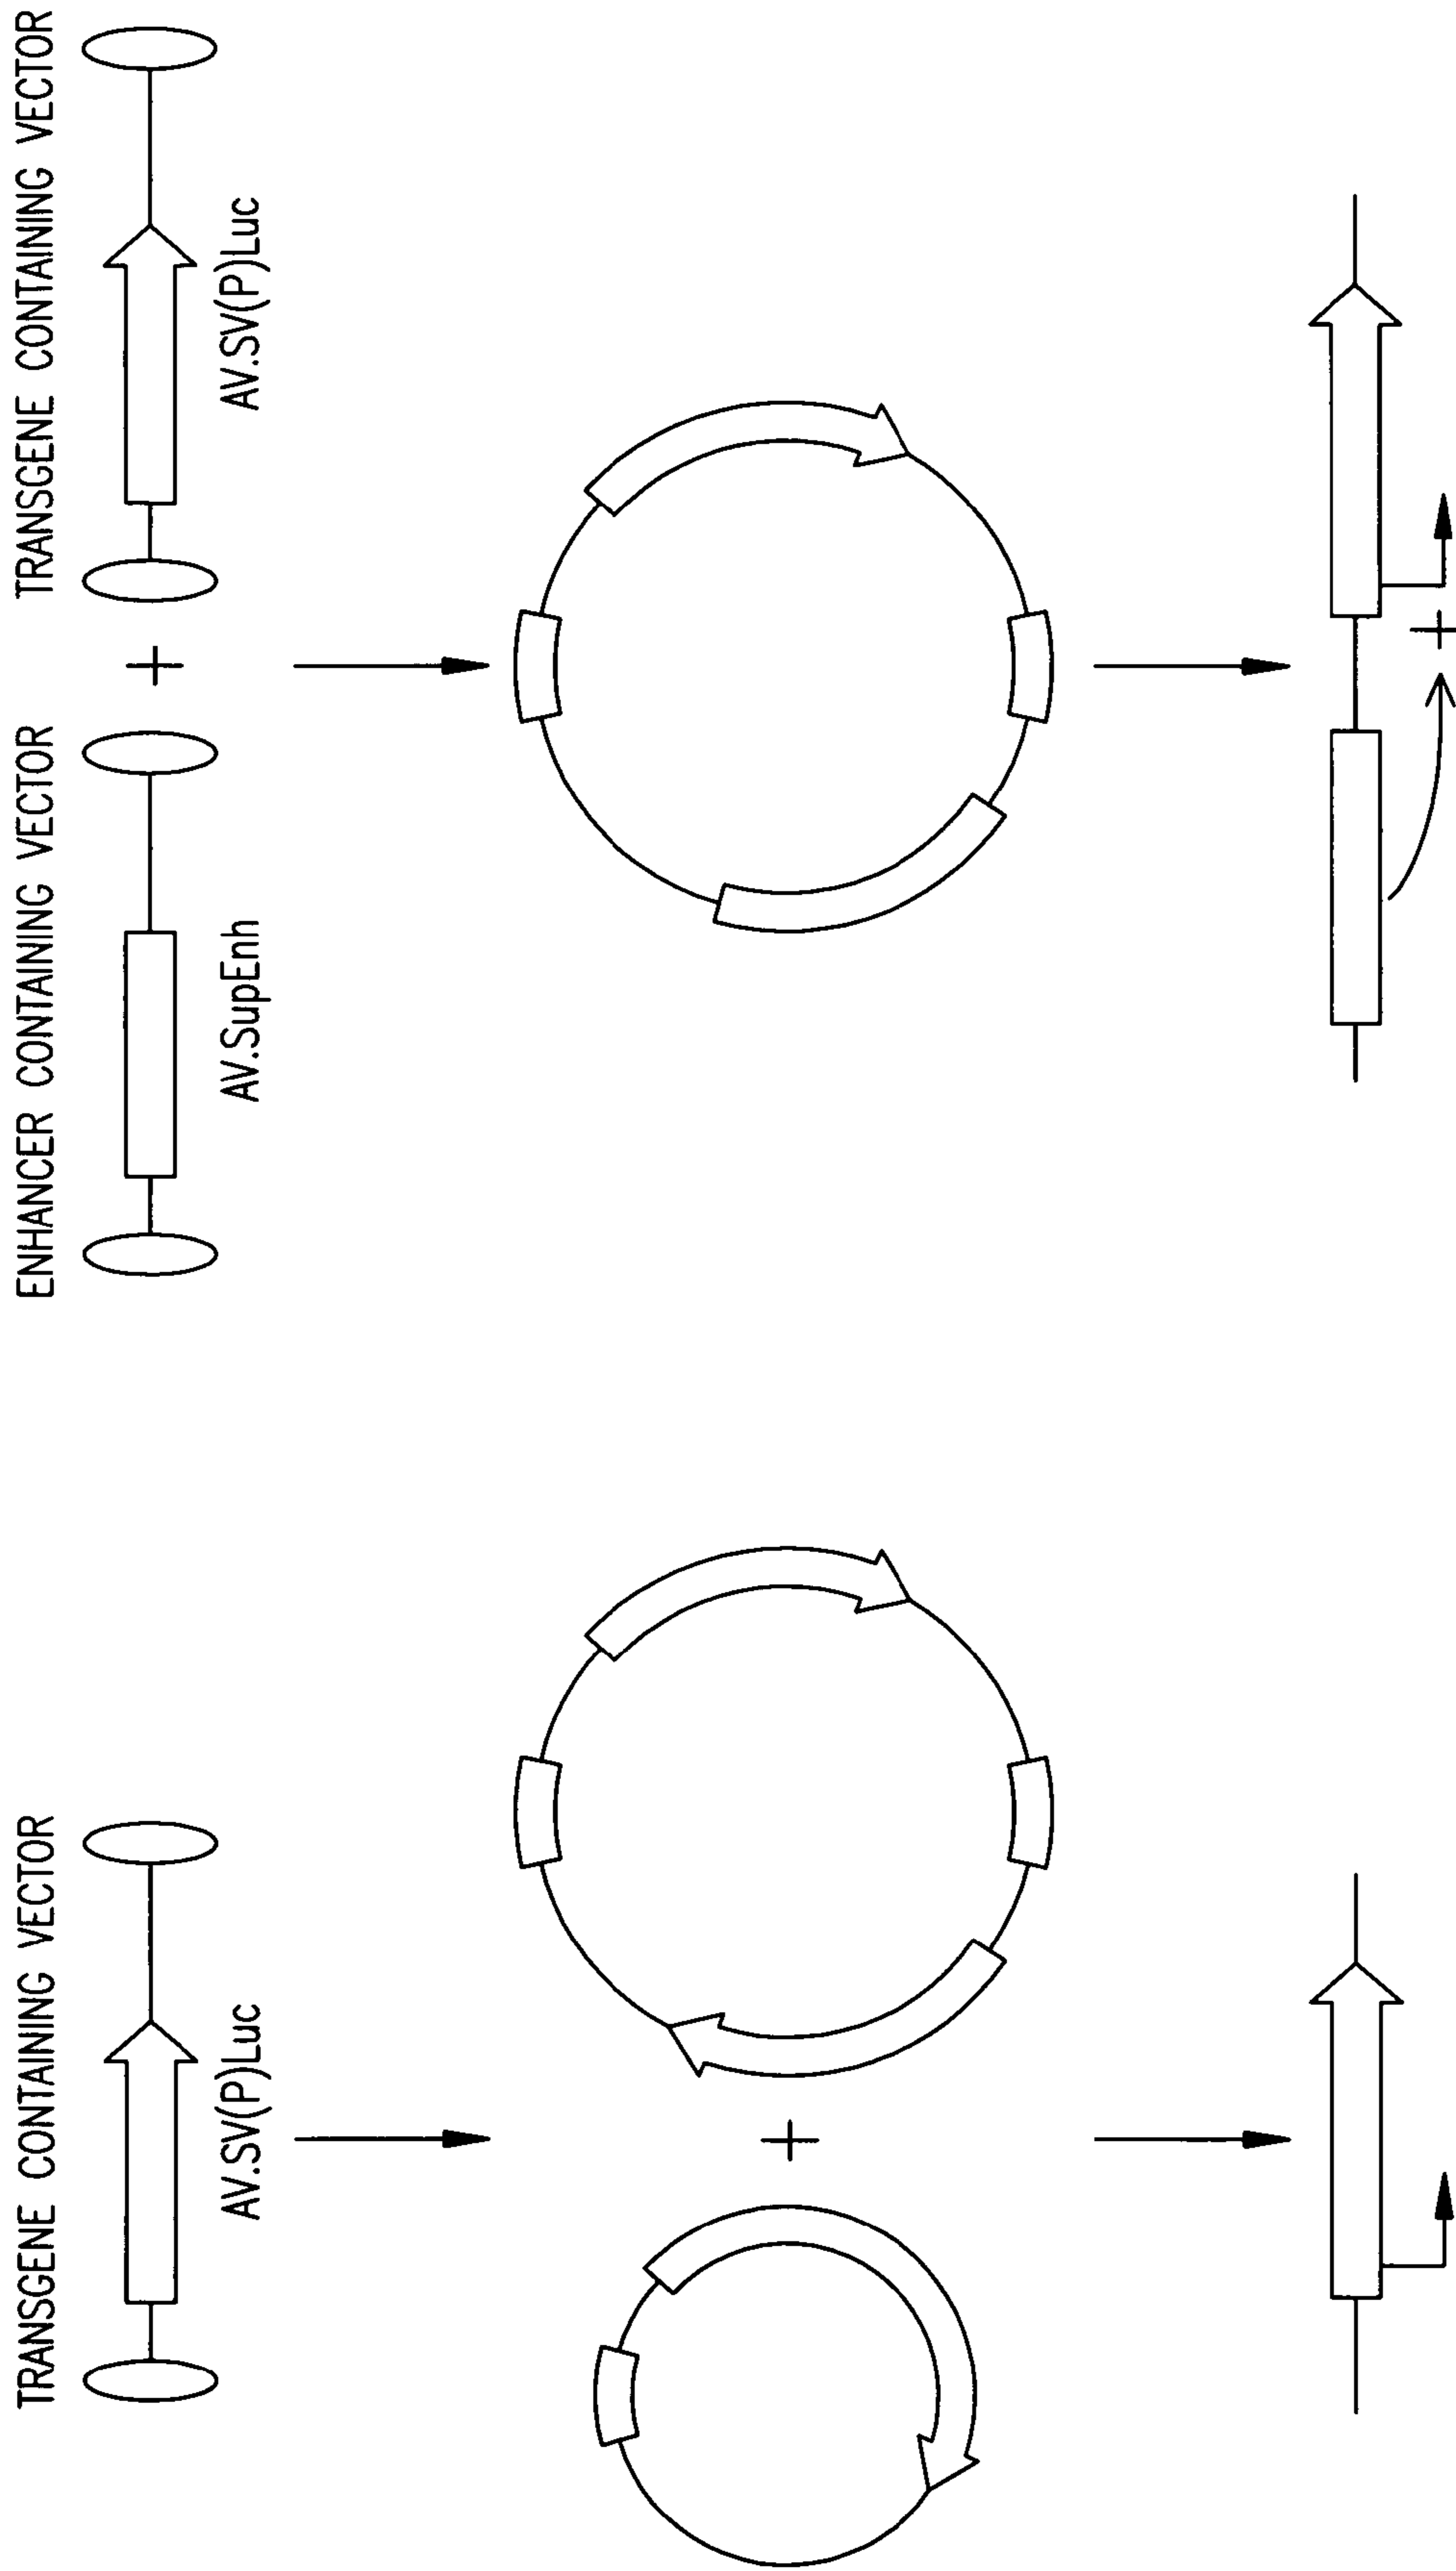 TRANSGENE CONTAINING VECTOR
AV.SV(P)Luc
+
ENHANCER CONTAINING VECTOR
+
TRANSGENE CONTAINING VECTOR
AV.SupEnh
AV.SV(P)Luc
+